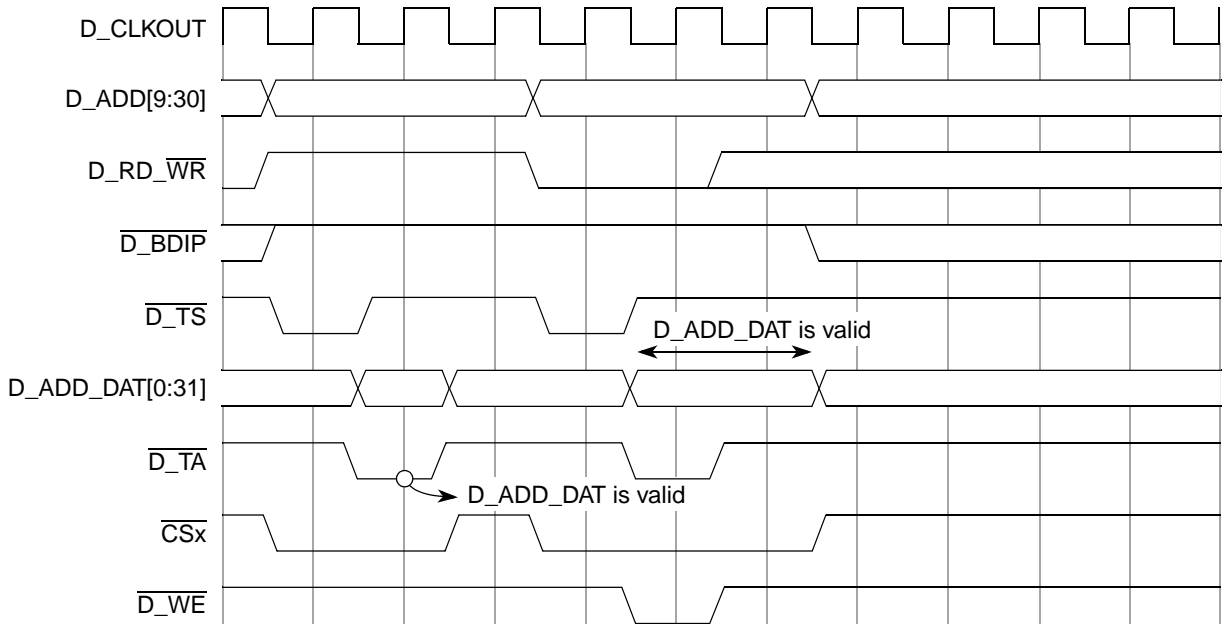 D_CLKOUT
D_ADD[9:30]
D_RD_WR
D_BDIP
D_TS
D_ADD_DAT is valid
D_ADD_DAT[0:31]
D_TA
D_ADD_DAT is valid
CSx
D_WE